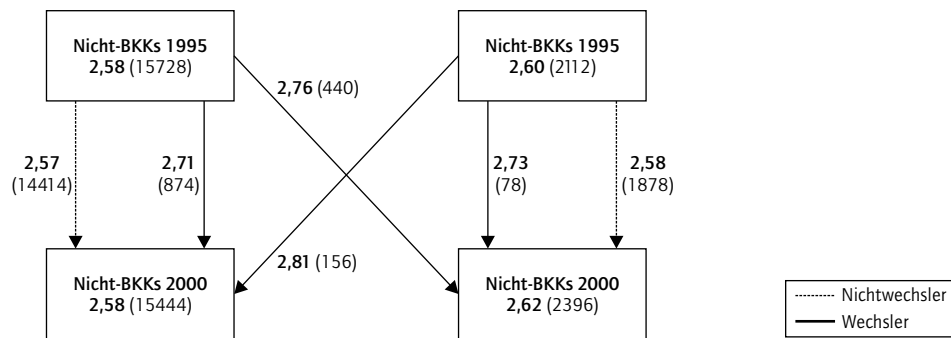 Nicht-BKKs 1995
2,58 (15728)
Nicht-BKKs 1995
2,60 (2112)
2,76 (440)
2,57
(14414)
2,71
(874)
2,73
(78)
2,58
(1878)
2,81 (156)
Nicht-BKKs 2000
2,58 (15444)
Nicht-BKKs 2000
2,62 (2396)
Nichtwechsler
Wechsler